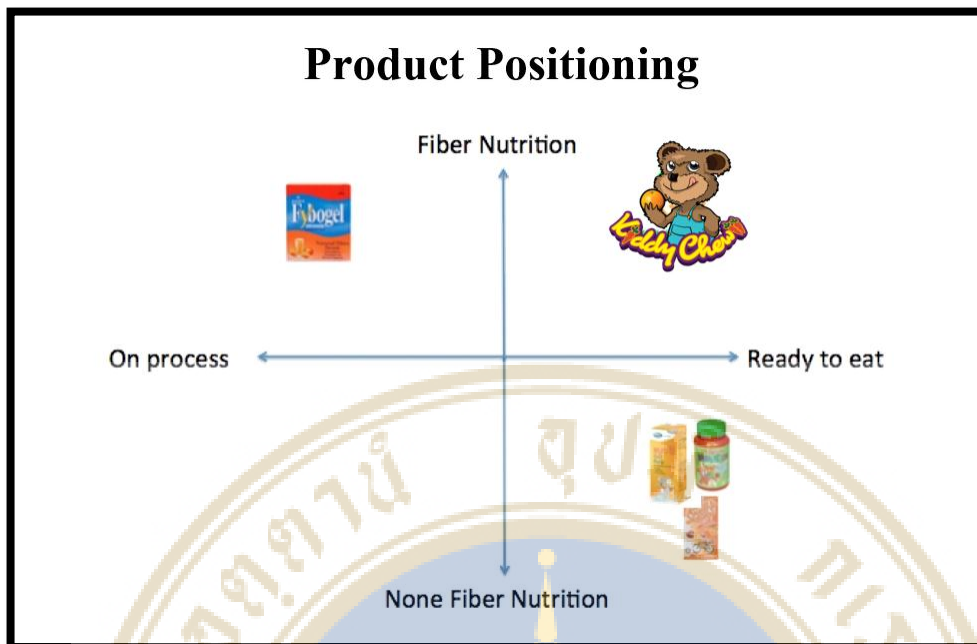 Product Positioning
Fiber Nutrition
Fybogel
Kiddy Chew
On process
Ready to eat
None Fiber Nutrition